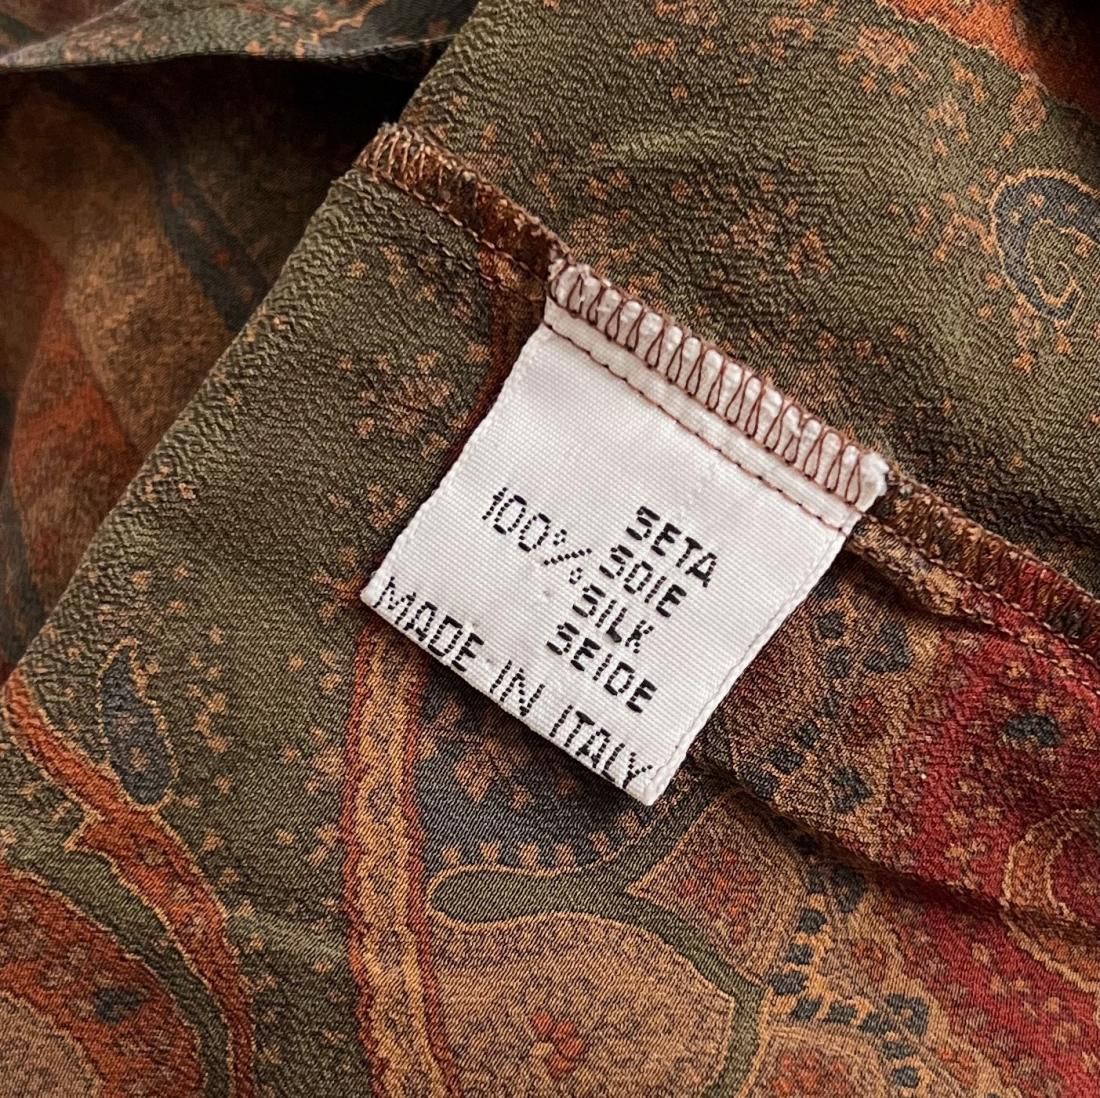 SETA
100% SOIE
SILK
SEIDE
MADE IN ITALY